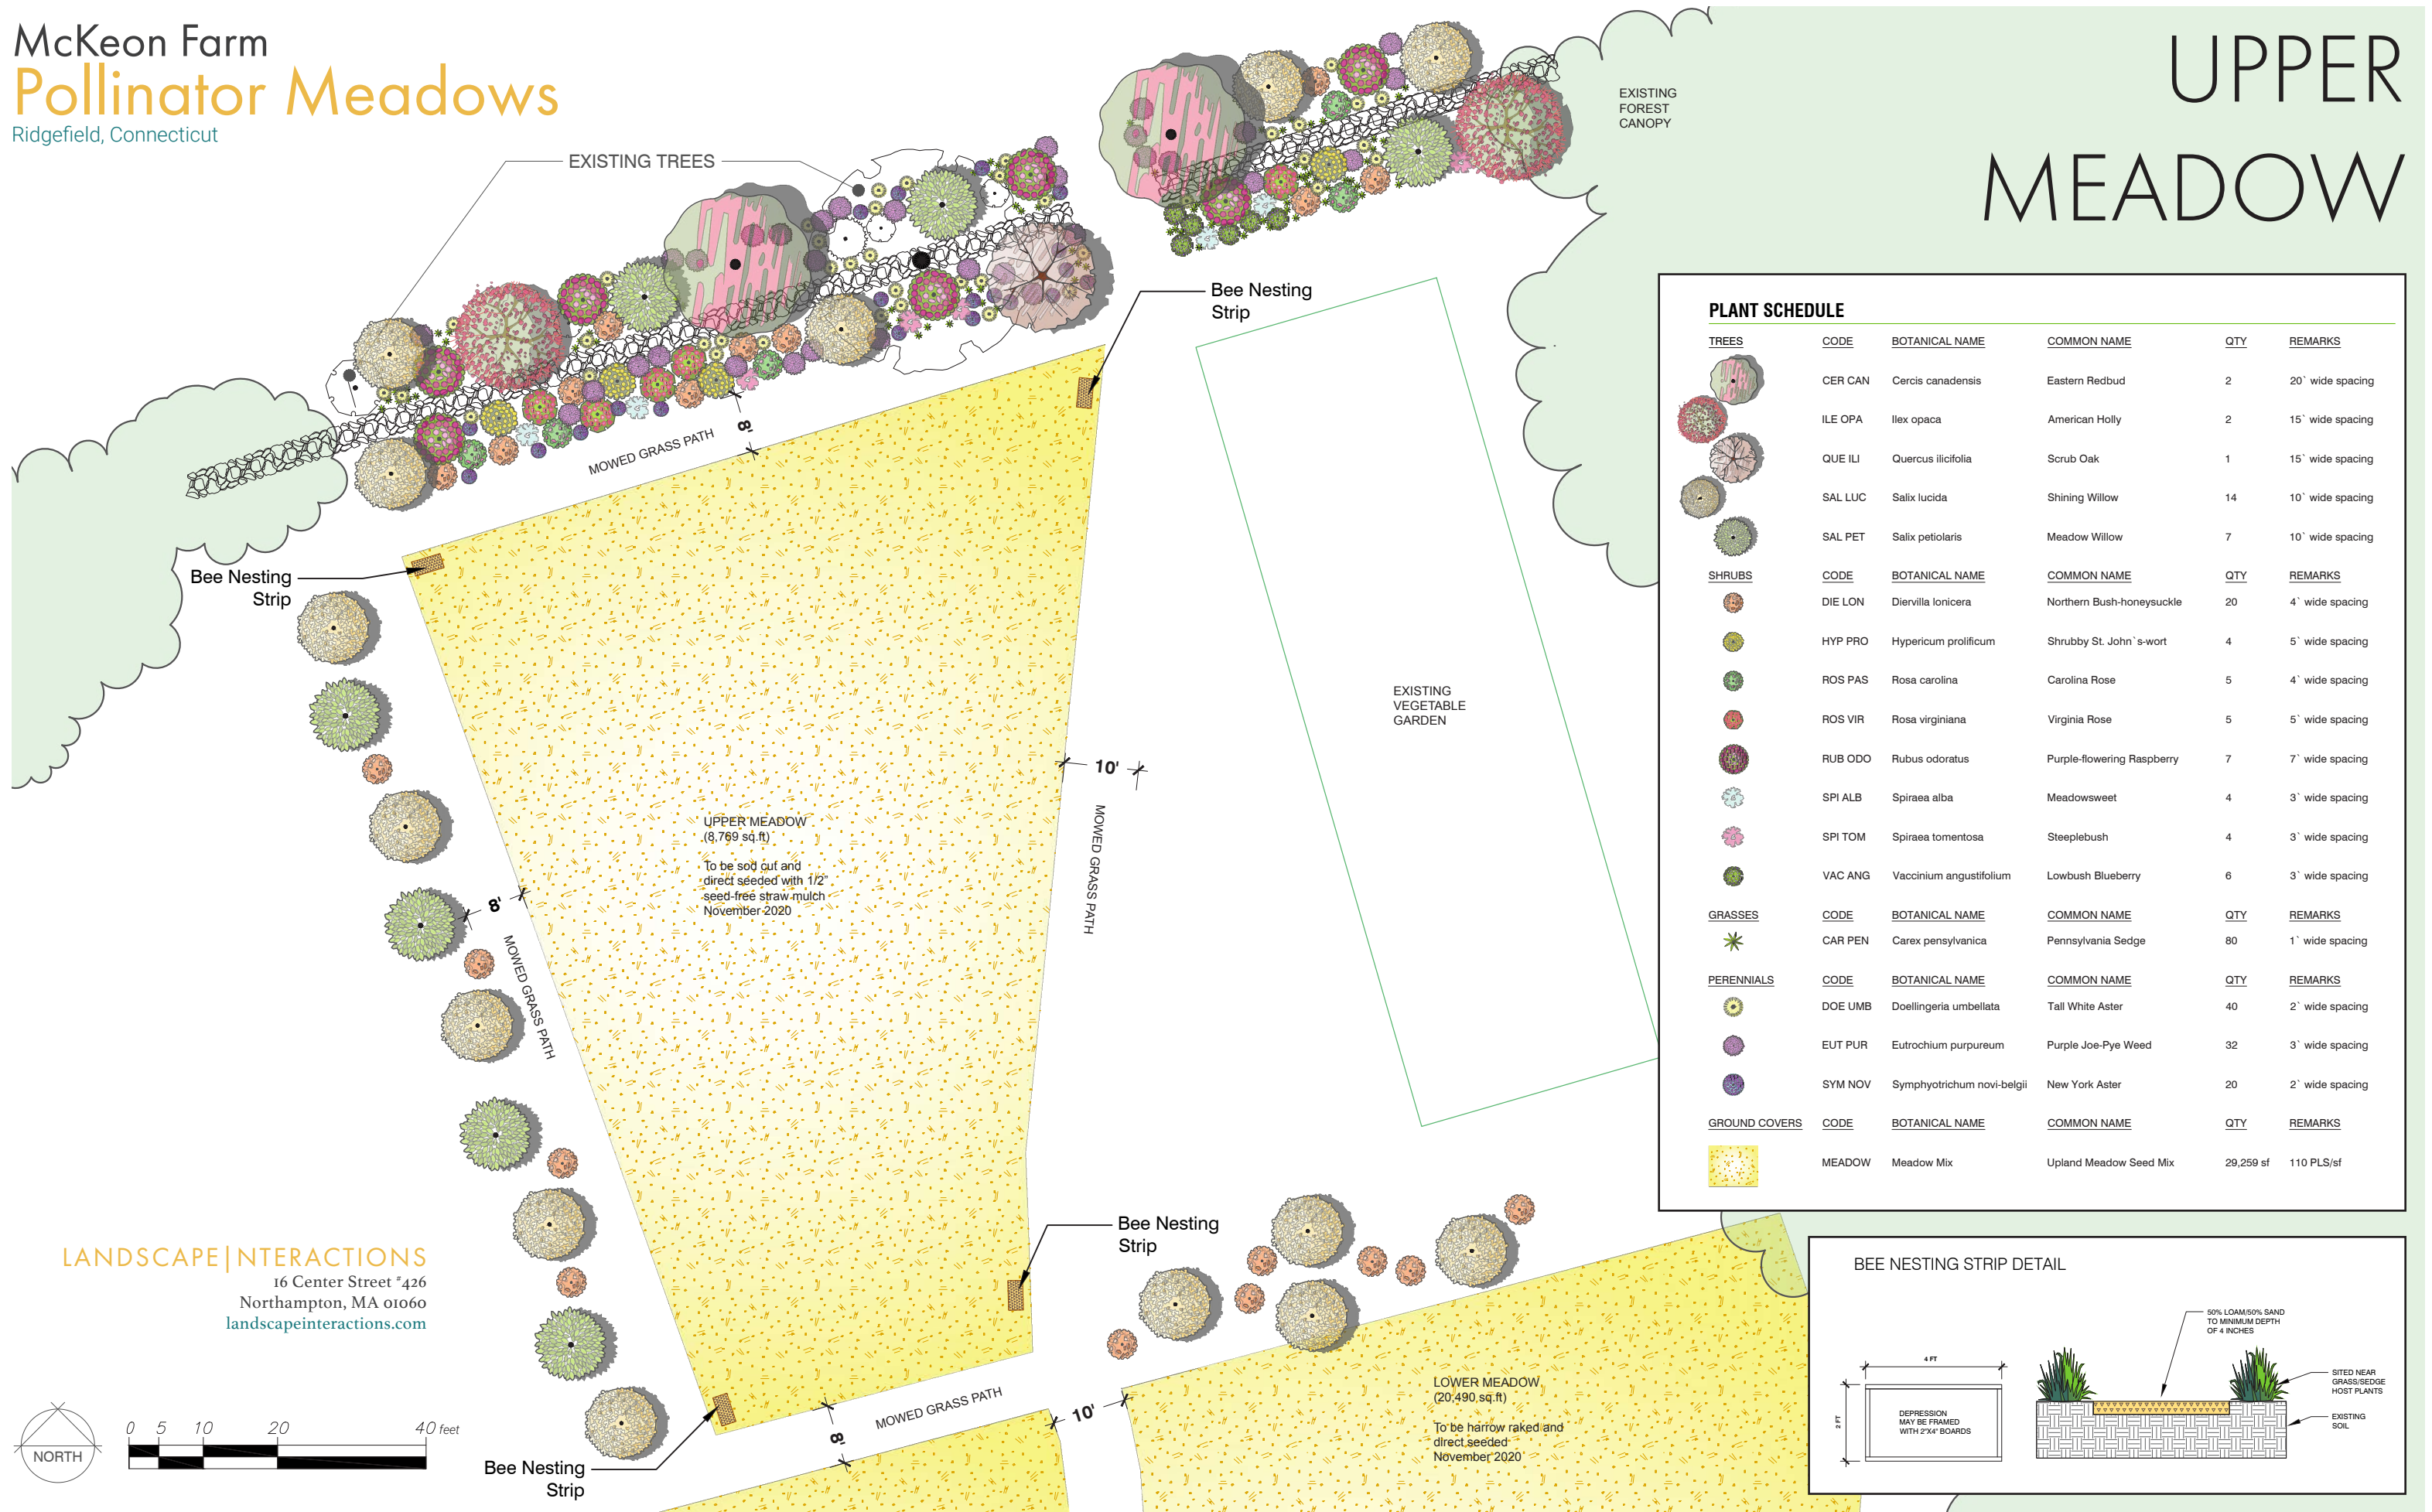 McKeon Farm
Pollinator Meadows
Ridgefield, Connecticut
UPPER
MEADOW
EXISTING TREES
EXISTING
FOREST
CANOPY
Bee Nesting
Strip
8'
MOWED GRASS PATH
Bee Nesting
Strip
EXISTING
VEGETABLE
GARDEN
10'
MOWED GRASS PATH
UPPER MEADOW
(8,769 sq.ft)
To be sod cut and
direct seeded with 1/2"
seed-free straw mulch
November 2020
8'
MOWED GRASS PATH
Bee Nesting
Strip
LOWER MEADOW
(20,490 sq.ft)
To be harrow raked and
direct seeded
November 2020
10'
MOWED GRASS PATH
8'
Bee Nesting
Strip
LANDSCAPE|NTERACTIONS
16 Center Street #426
Northampton, MA 01060
landscapeinteractions.com
NORTH
0 5 10 20 40 feet
PLANT SCHEDULE
TREES CODE BOTANICAL NAME COMMON NAME QTY REMARKS
CER CAN Cercis canadensis Eastern Redbud 2 20` wide spacing
ILE OPA Ilex opaca American Holly 2 15` wide spacing
QUE ILI Quercus ilicifolia Scrub Oak 1 15` wide spacing
SAL LUC Salix lucida Shining Willow 14 10` wide spacing
SAL PET Salix petiolaris Meadow Willow 7 10` wide spacing
SHRUBS CODE BOTANICAL NAME COMMON NAME QTY REMARKS
DIE LON Diervilla lonicera Northern Bush-honeysuckle 20 4` wide spacing
HYP PRO Hypericum prolificum Shrubby St. John`s-wort 4 5` wide spacing
ROS PAS Rosa carolina Carolina Rose 5 4` wide spacing
ROS VIR Rosa virginiana Virginia Rose 5 5` wide spacing
RUB ODO Rubus odoratus Purple-flowering Raspberry 7 7` wide spacing
SPI ALB Spiraea alba Meadowsweet 4 3` wide spacing
SPI TOM Spiraea tomentosa Steeplebush 4 3` wide spacing
VAC ANG Vaccinium angustifolium Lowbush Blueberry 6 3` wide spacing
GRASSES CODE BOTANICAL NAME COMMON NAME QTY REMARKS
CAR PEN Carex pensylvanica Pennsylvania Sedge 80 1` wide spacing
PERENNIALS CODE BOTANICAL NAME COMMON NAME QTY REMARKS
DOE UMB Doellingeria umbellata Tall White Aster 40 2` wide spacing
EUT PUR Eutrochium purpureum Purple Joe-Pye Weed 32 3` wide spacing
SYM NOV Symphyotrichum novi-belgii New York Aster 20 2` wide spacing
GROUND COVERS CODE BOTANICAL NAME COMMON NAME QTY REMARKS
MEADOW Meadow Mix Upland Meadow Seed Mix 29,259 sf 110 PLS/sf
BEE NESTING STRIP DETAIL
50% LOAM/50% SAND
TO MINIMUM DEPTH
OF 4 INCHES
4 FT
2 FT
DEPRESSION
MAY BE FRAMED
WITH 2"X4" BOARDS
SITED NEAR
GRASS/SEDGE
HOST PLANTS
EXISTING
SOIL
Bee Nesting
Strip